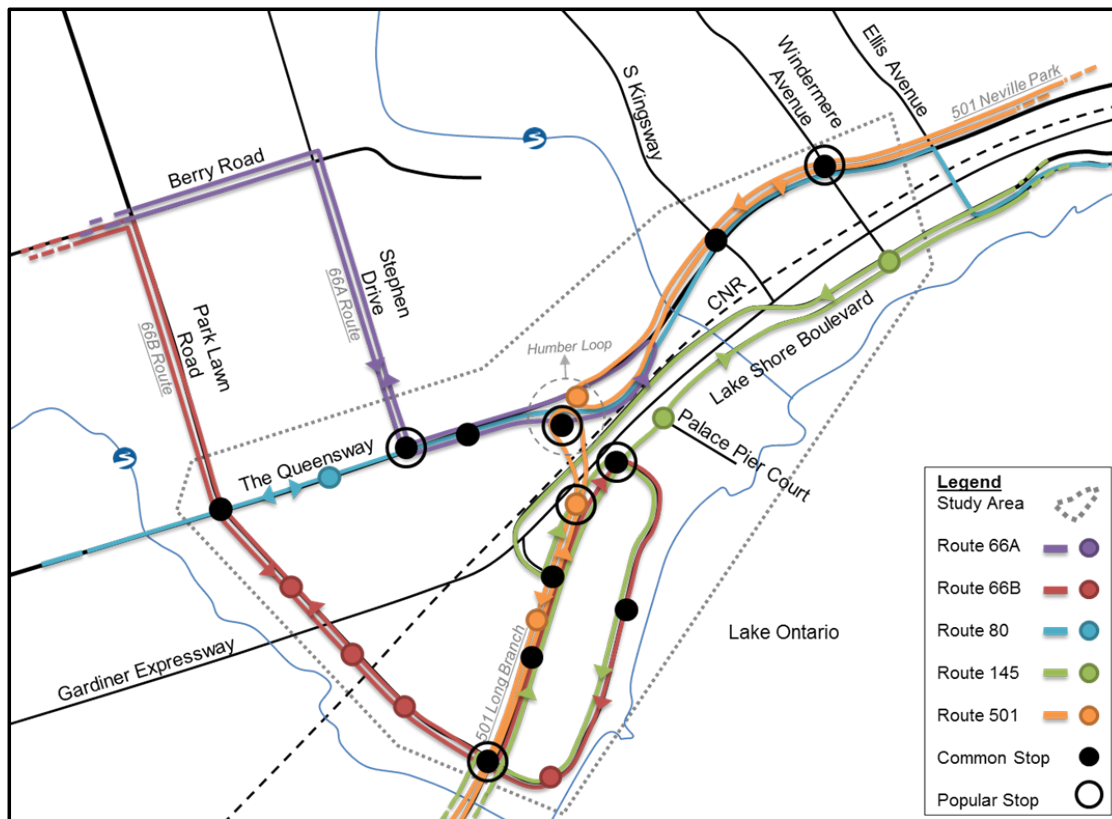 S Kingsway
Windermere
Avenue
Ellis Avenue
501 Neville Park
Berry Road
Stephen
Drive
66A Route
Park Lawn
Road
66B Route
CNR
Humber Loop
Lake Shore Boulevard
The Queensway
Palace Pier Court
Gardiner Expressway
501 Long Branch
Lake Ontario
Legend
Study Area
Route 66A
Route 66B
Route 80
Route 145
Route 501
Common Stop
Popular Stop